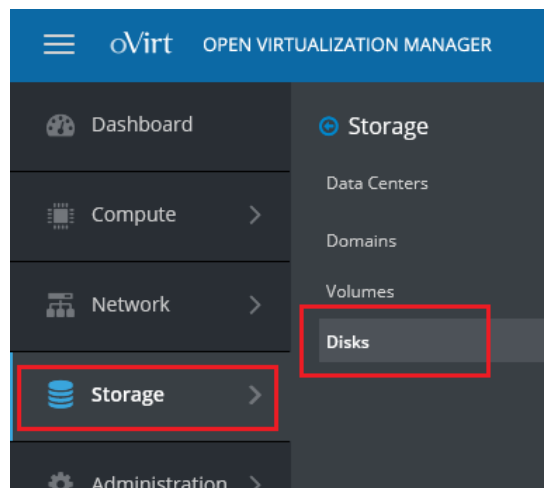 oVirt OPEN VIRTUALIZATION MANAGER
Dashboard
Compute
Network
Storage
Administration
Storage
Data Centers
Domains
Volumes
Disks